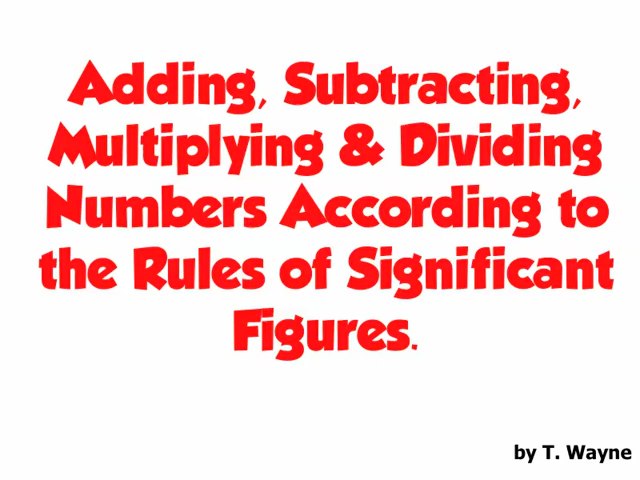 Adding, Subtracting,
Multiplying & Dividing
Numbers According to
the Rules of Significant
Figures.
by T. Wayne